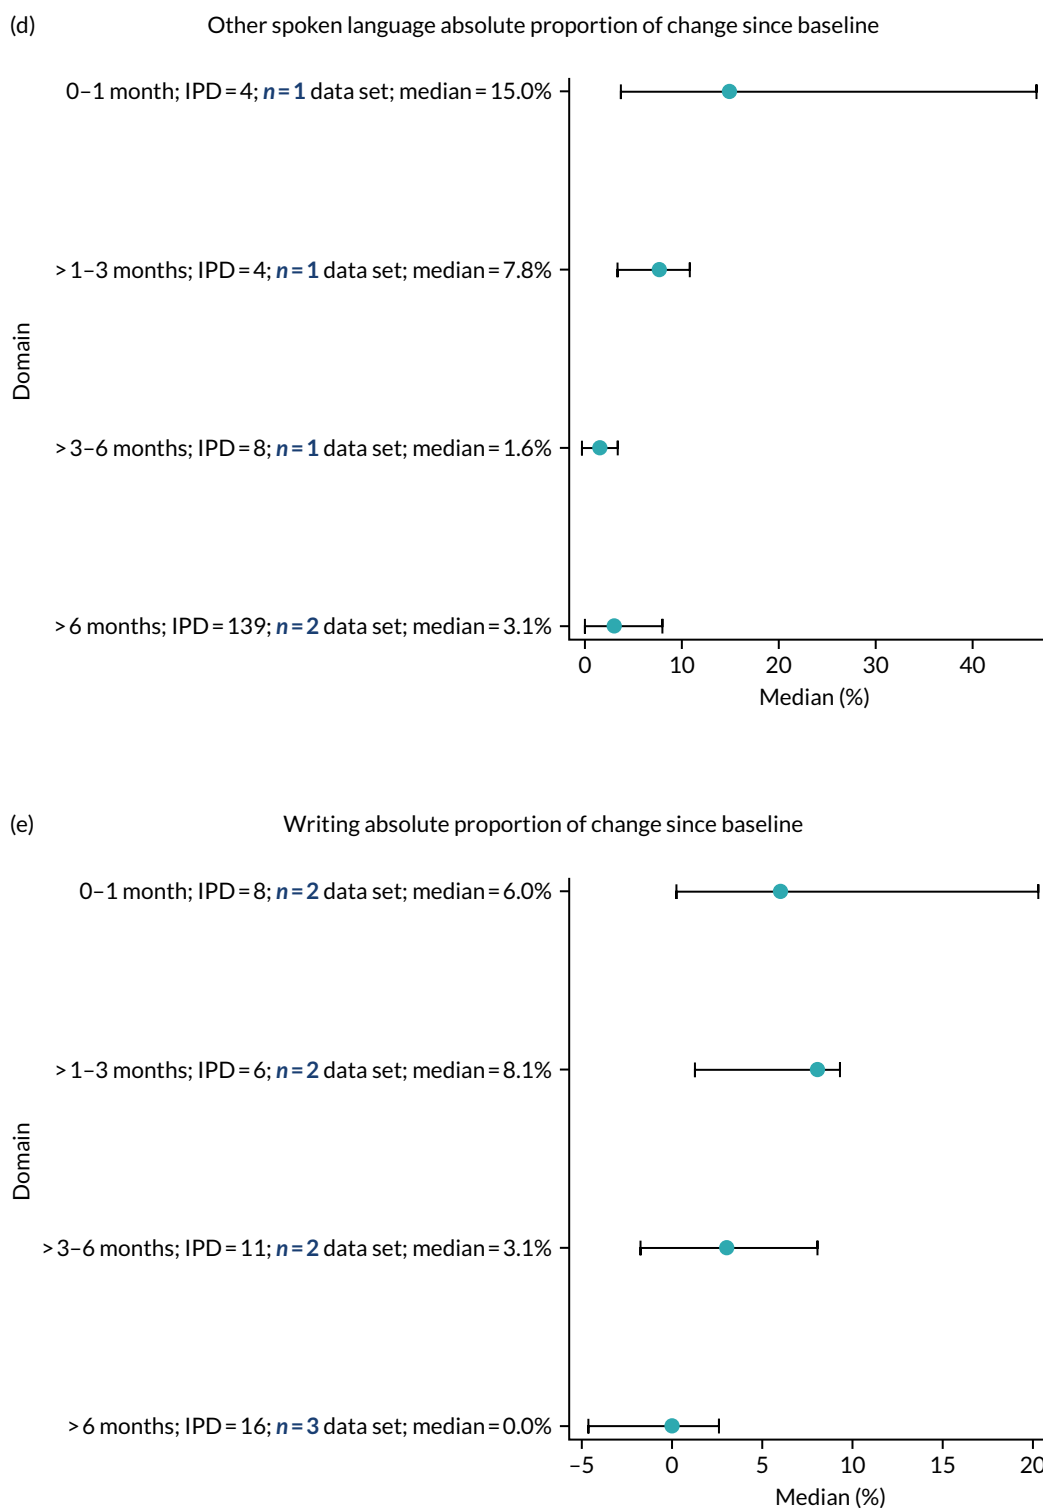 (d)
Other spoken language absolute proportion of change since baseline
0–1 month; IPD = 4; n = 1 data set; median = 15.0%
> 1–3 months; IPD = 4; n = 1 data set; median = 7.8%
> 3–6 months; IPD = 8; n = 1 data set; median = 1.6%
> 6 months; IPD = 139; n = 2 data set; median = 3.1%
Domain
0 10 20 30 40
Median (%)
(e)
Writing absolute proportion of change since baseline
0–1 month; IPD = 8; n = 2 data set; median = 6.0%
> 1–3 months; IPD = 6; n = 2 data set; median = 8.1%
> 3–6 months; IPD = 11; n = 2 data set; median = 3.1%
> 6 months; IPD = 16; n = 3 data set; median = 0.0%
Domain
–5 0 5 10 15 20
Median (%)